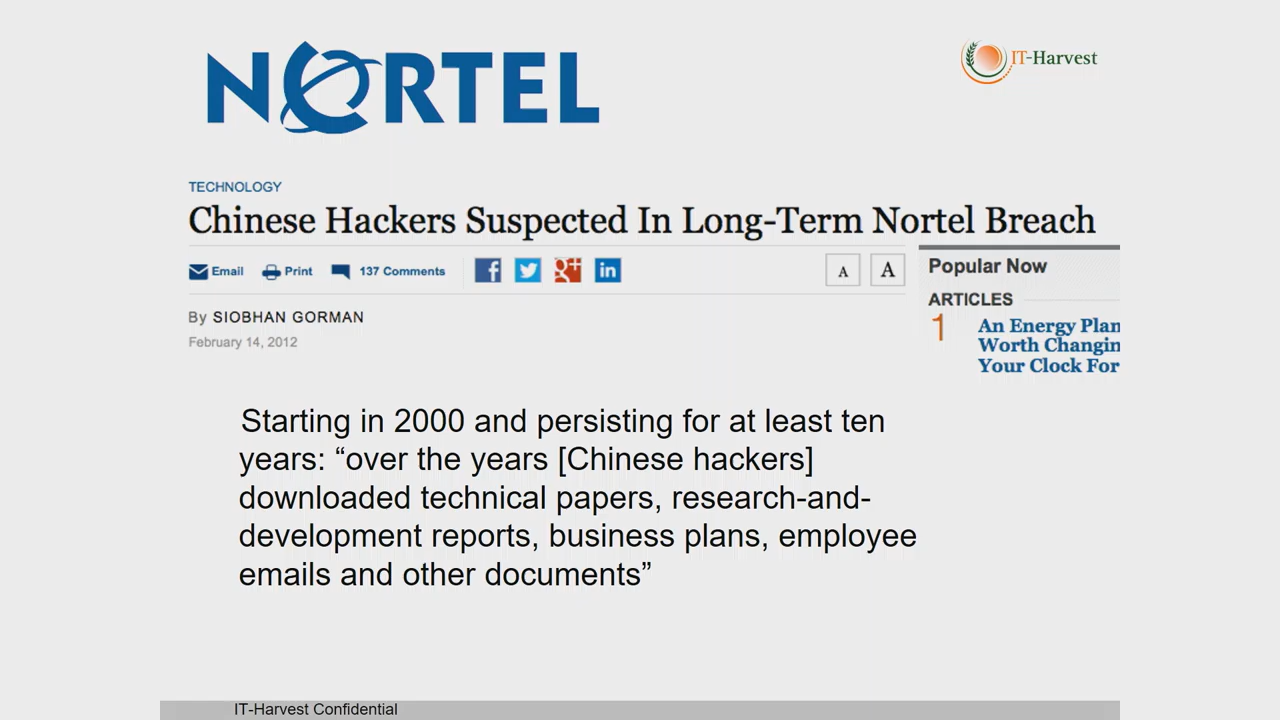 NORTEL
IT-Harvest
TECHNOLOGY
Chinese Hackers Suspected In Long-Term Nortel Breach
Email Print 137 Comments f g+ in A A
Popular Now
ARTICLES
By SIOBHAN GORMAN
1 An Energy Plan
Worth Changin
Your Clock For
February 14, 2012
Starting in 2000 and persisting for at least ten
years: “over the years [Chinese hackers]
downloaded technical papers, research-and-
development reports, business plans, employee
emails and other documents”
IT-Harvest Confidential